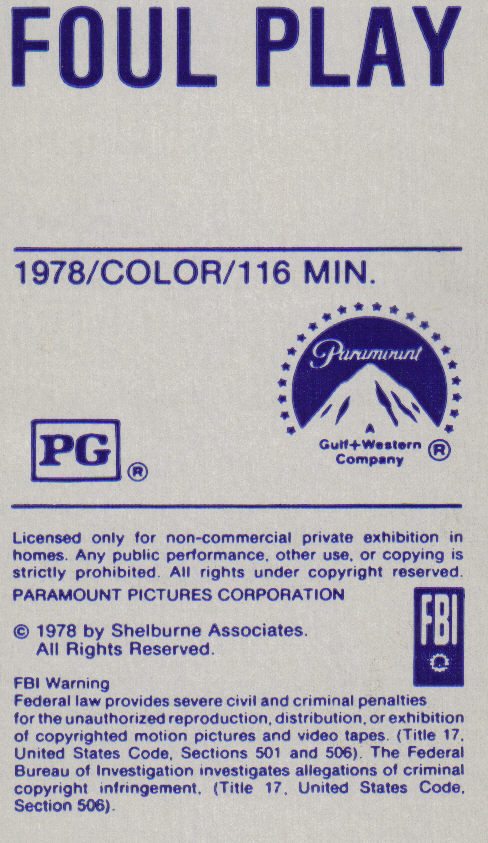 FOUL PLAY
1978/COLOR/116 MIN.
Paramount
A
Gulf+Western ®
Company
PG ®
Licensed only for non-commercial private exhibition in
homes. Any public performance, other use, or copying is
strictly prohibited. All rights under copyright reserved.
PARAMOUNT PICTURES CORPORATION
FBI
© 1978 by Shelburne Associates.
All Rights Reserved.
FBI Warning
Federal law provides severe civil and criminal penalties
for the unauthorized reproduction, distribution, or exhibition
of copyrighted motion pictures and video tapes. (Title 17,
United States Code, Sections 501 and 506). The Federal
Bureau of Investigation investigates allegations of criminal
copyright infringement, (Title 17, United States Code,
Section 506).